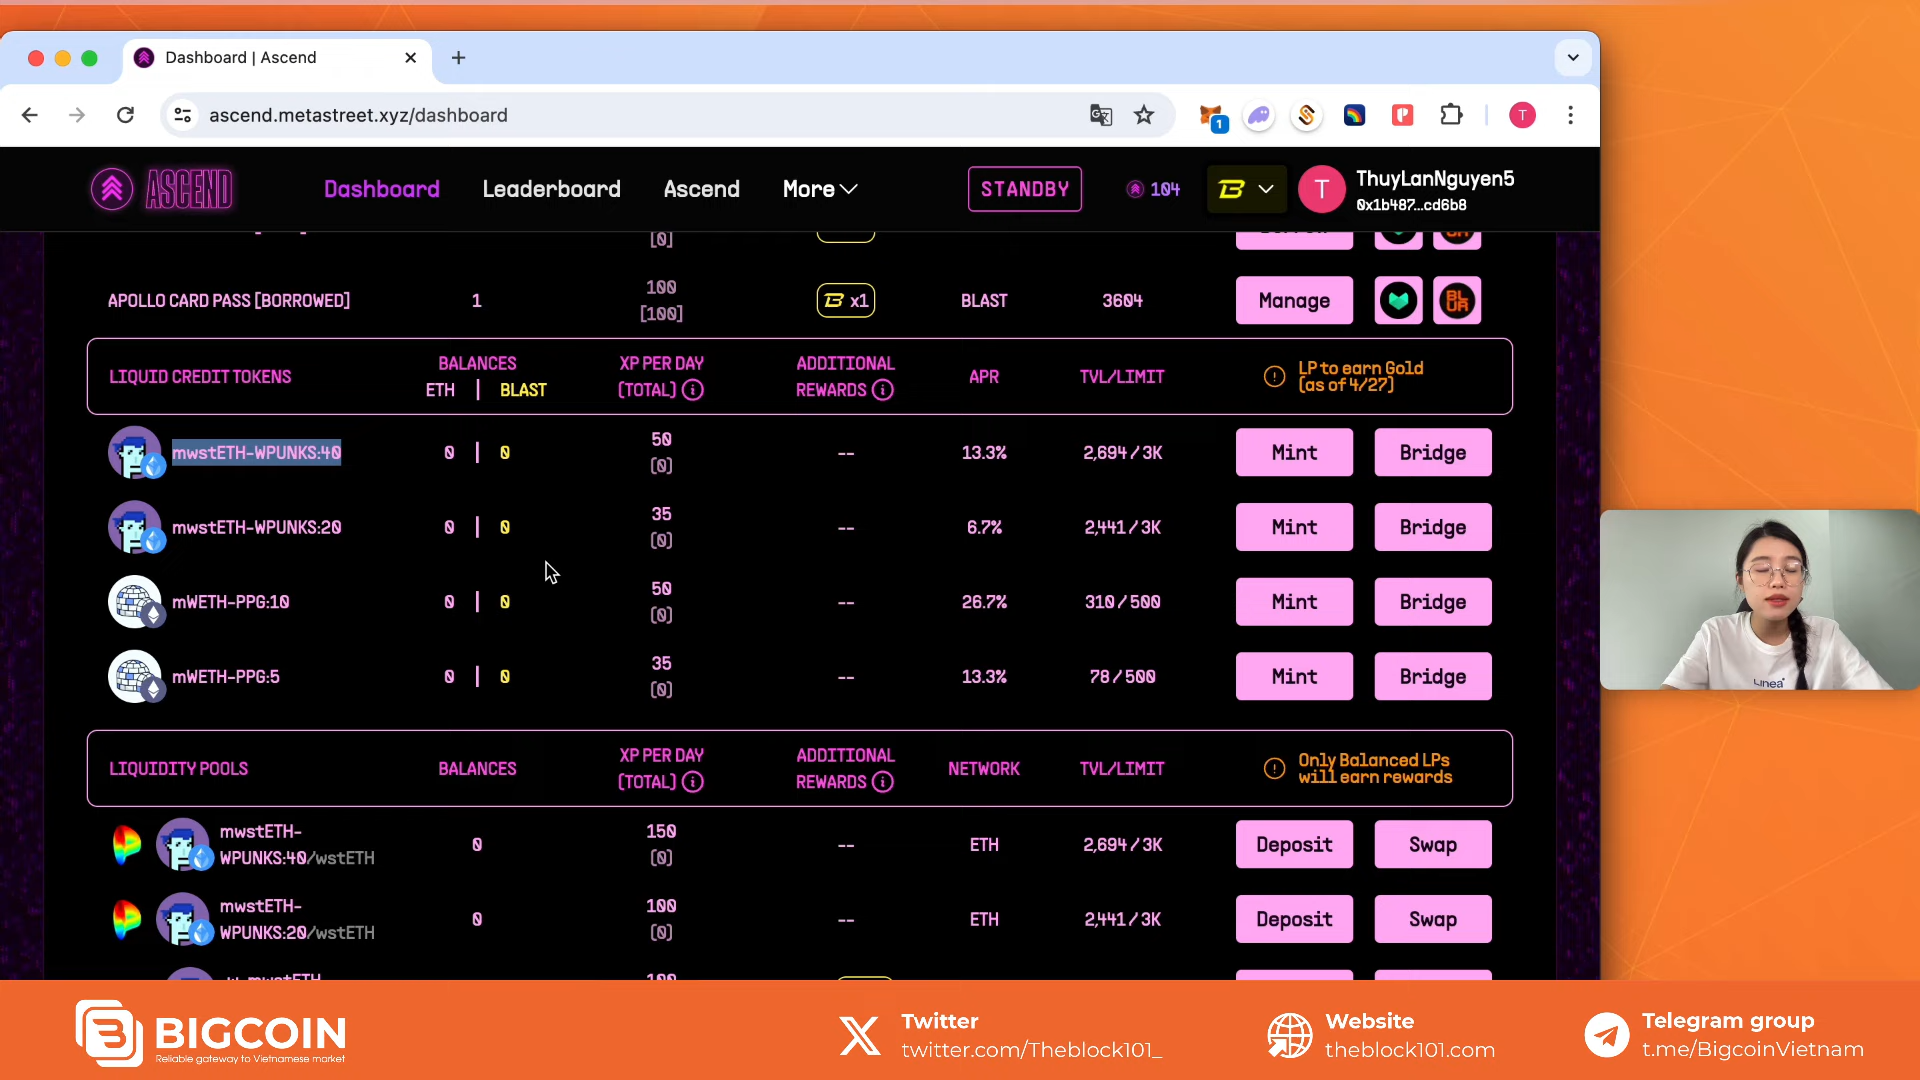 Dashboard | Ascend
ascend.metastreet.xyz/dashboard
1
T
ASCEND
Dashboard
Leaderboard
Ascend
More
STANDBY
104
T
ThuyLanNguyen5
0x1b487...cd6b8
[0]
APOLLO CARD PASS [BORROWED]
1
100
[100]
x1
BLAST
3604
Manage
BLUR
LIQUID CREDIT TOKENS
BALANCES
ETH | BLAST
XP PER DAY
(TOTAL)
ADDITIONAL
REWARDS
APR
TVL/LIMIT
LP to earn Gold
(as of 4/27)
mwstETH-WPUNKS:40
0 | 0
50
[0]
--
13.3%
2,694/3K
Mint
Bridge
mwstETH-WPUNKS:20
0 | 0
35
[0]
--
6.7%
2,441/3K
Mint
Bridge
mWETH-PPG:10
0 | 0
50
[0]
--
26.7%
310/500
Mint
Bridge
mWETH-PPG:5
0 | 0
35
[0]
--
13.3%
78/500
Mint
Bridge
LIQUIDITY POOLS
BALANCES
XP PER DAY
(TOTAL)
ADDITIONAL
REWARDS
NETWORK
TVL/LIMIT
Only Balanced LPs
will earn rewards
mwstETH-
WPUNKS:40/wstETH
0
150
[0]
--
ETH
2,694/3K
Deposit
Swap
mwstETH-
WPUNKS:20/wstETH
0
100
[0]
--
ETH
2,441/3K
Deposit
Swap
Linea
BIGCOIN
Reliable gateway to Vietnamese market
Twitter
twitter.com/Theblock101_
Website
theblock101.com
Telegram group
t.me/BigcoinVietnam